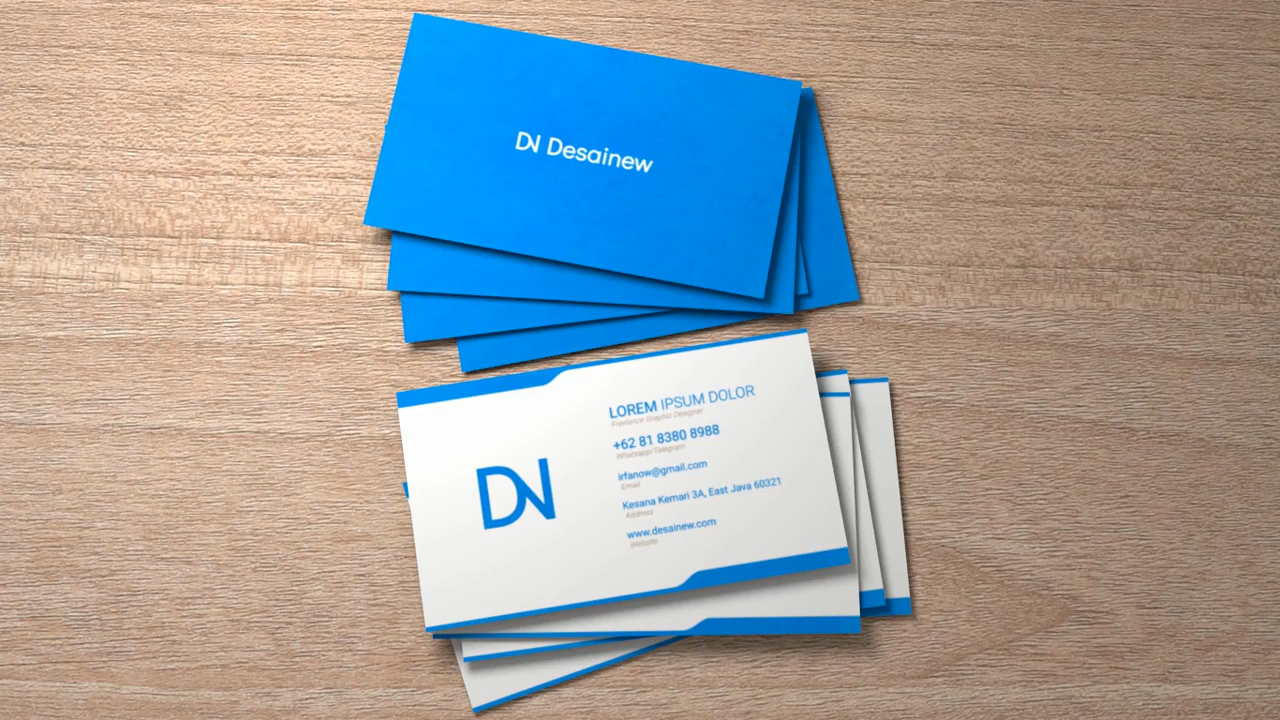 DN Desainew
LOREM IPSUM DOLOR
Freelance Graphic Designer
+62 81 8380 8988
Whatsapp/Telegram
irfanow@gmail.com
Email
Kesana Kemari 3A, East Java 60321
Address
www.desainew.com
Website
DN